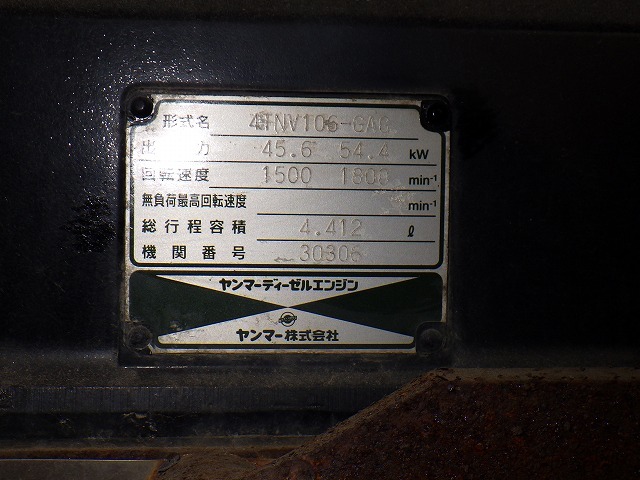 形式名 4TNV106-GAG
出力 45.6 54.4 kW
回転速度 1500 1800 min⁻¹
無負荷最高回転速度 min⁻¹
総行程容積 4.412 ℓ
機関番号 30306
ヤンマーディーゼルエンジン
ヤンマー株式会社